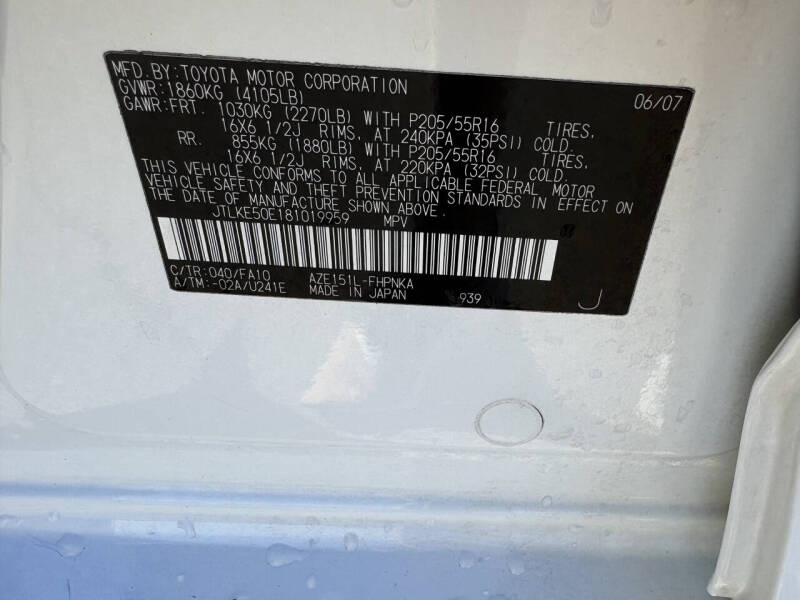 MFD.BY:TOYOTA MOTOR CORPORATION 06/07
GVWR:1860KG (4105LB)
GAWR:FRT. 1030KG (2270LB) WITH P205/55R16 TIRES,
16X6 1/2J RIMS, AT 240KPA (35PSI) COLD.
RR. 855KG (1880LB) WITH P205/55R16 TIRES,
16X6 1/2J RIMS, AT 220KPA (32PSI) COLD.
THIS VEHICLE CONFORMS TO ALL APPLICABLE FEDERAL MOTOR
VEHICLE SAFETY AND THEFT PREVENTION STANDARDS IN EFFECT ON
THE DATE OF MANUFACTURE SHOWN ABOVE.
JTLKE50E181019959 MPV
C/TR:040/FA10 AZE151L-FHPNKA
A/TM:-02A/U241E MADE IN JAPAN 939 J